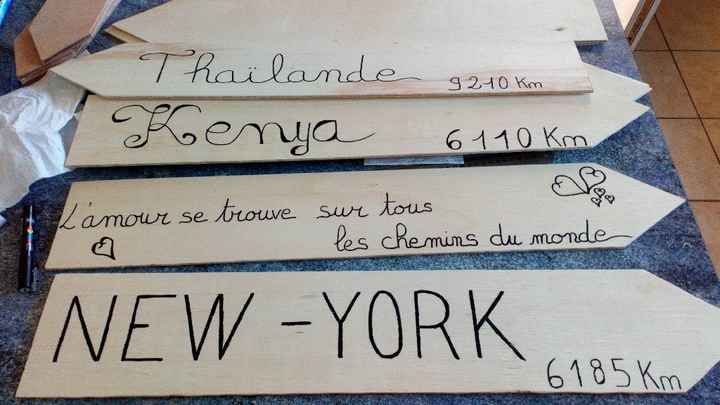 Thaïlande 9210 Km
Kenya 6110 Km
L'amour se trouve sur tous
les chemins du monde
NEW-YORK
6185 Km